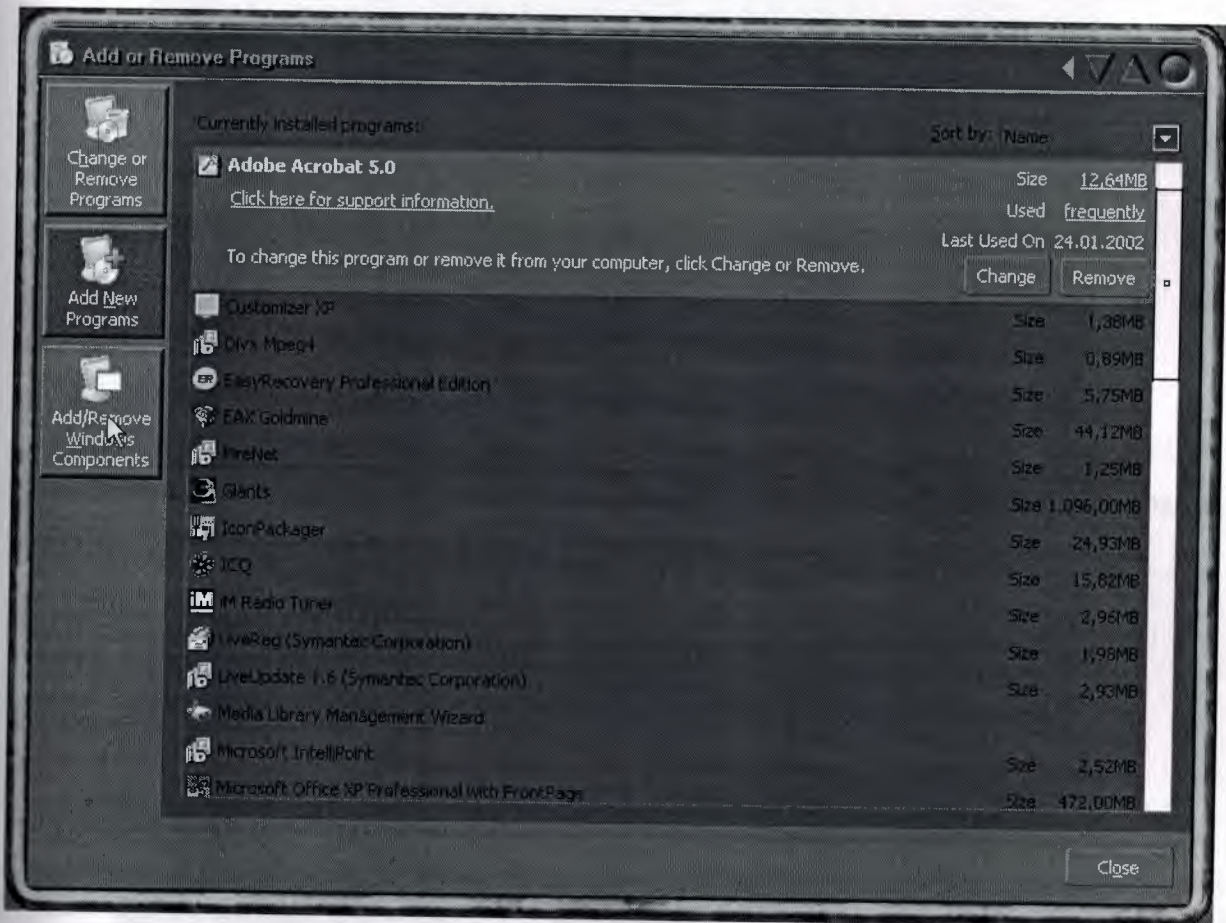 Add or Remove Programs
Change or
Remove
Programs
Add New
Programs
Add/Remove
Windows
Components
Currently installed programs:
Sort by: Name
Adobe Acrobat 5.0
Size 12,64MB
Click here for support information.
Used frequently
Last Used On 24.01.2002
To change this program or remove it from your computer, click Change or Remove.
Change
Remove
Customizer XP
Size 1,38MB
Divx Mpeg4
Size 0,89MB
ER
EasyRecovery Professional Edition
Size 5,75MB
EAX Goldmine
Size 44,12MB
FireNet
Size 1,25MB
Giants
Size 1.096,00MB
IconPackager
Size 24,93MB
ICQ
Size 15,82MB
iM
iM Radio Tuner
Size 2,96MB
LiveReg (Symantec Corporation)
Size 1,98MB
LiveUpdate 1.6 (Symantec Corporation)
Size 2,93MB
Media Library Management Wizard
Microsoft IntelliPoint
Size 2,52MB
Microsoft Office XP Professional with FrontPage
Size 472,00MB
Close